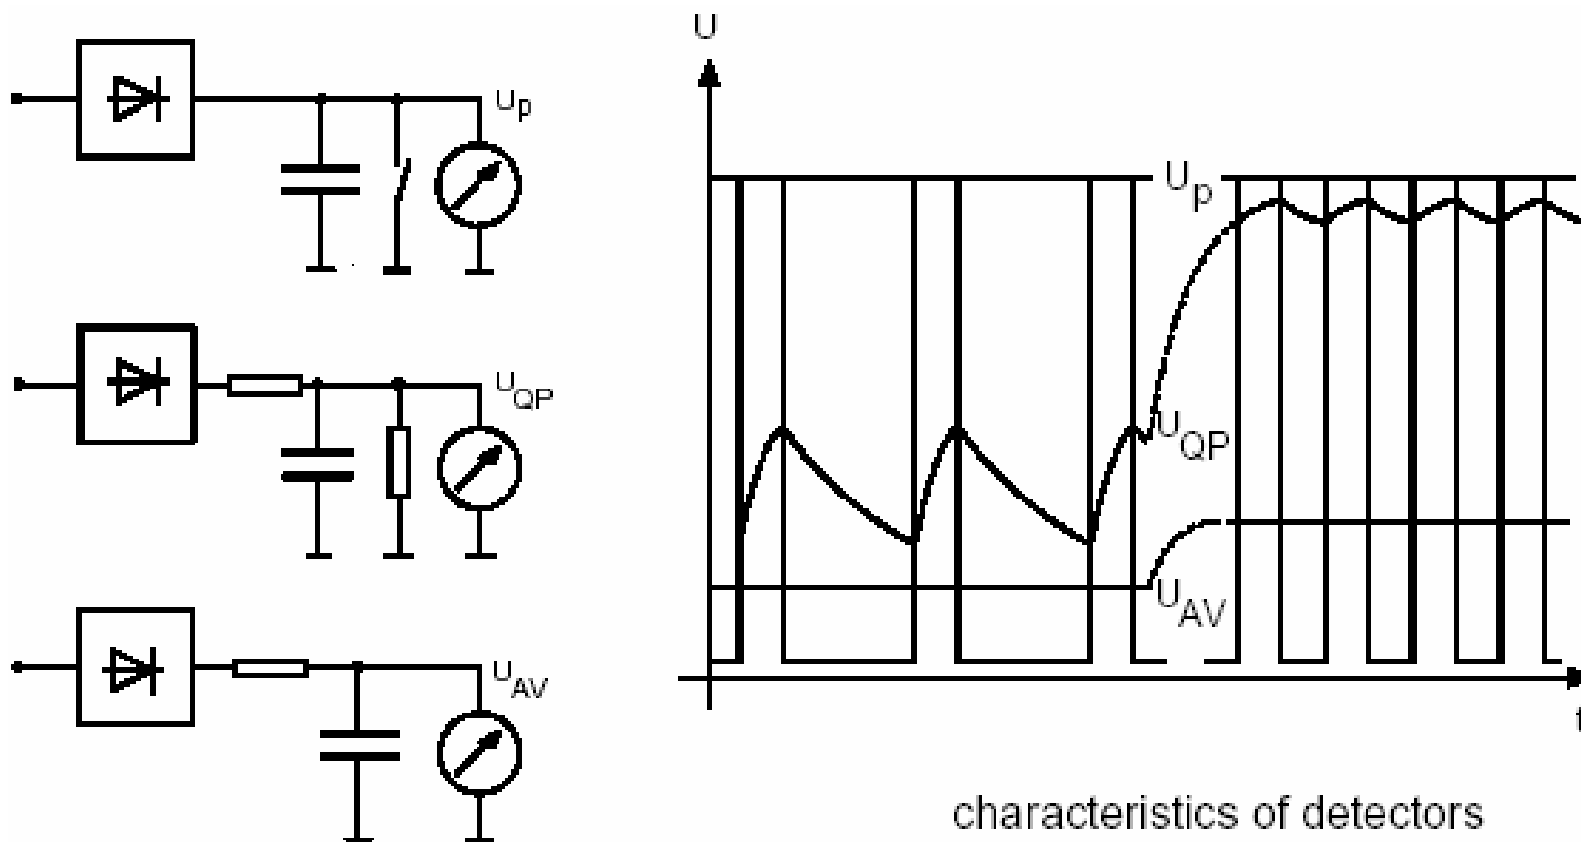 Up
UQP
UAV
U
Up
UQP
UAV
t
characteristics of detectors